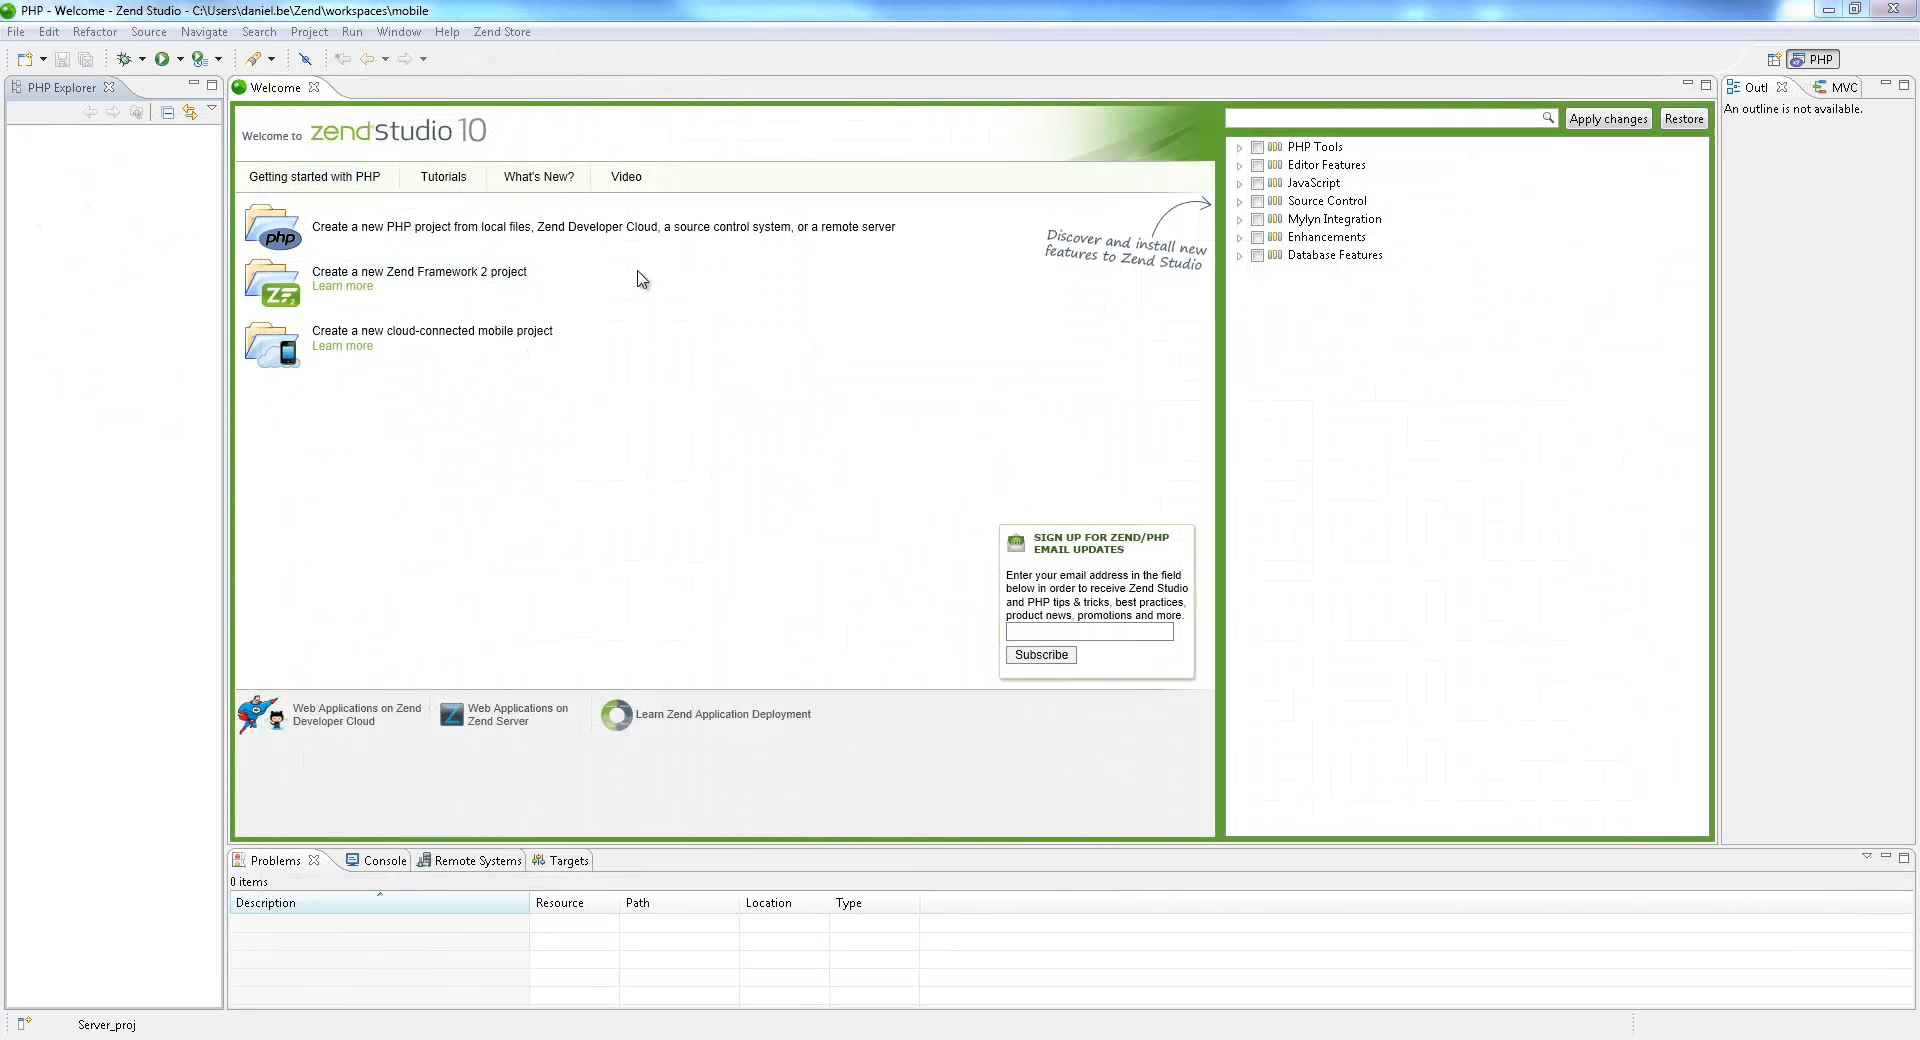 PHP - Welcome - Zend Studio - C:\Users\daniel.be\Zend\workspaces\mobile
File Edit Refactor Source Navigate Search Project Run Window Help Zend Store
PHP
PHP Explorer
Welcome
Outl
MVC
An outline is not available.
Welcome to zend Studio 10
Apply changes
Restore
Getting started with PHP
Tutorials
What's New?
Video
php
Create a new PHP project from local files, Zend Developer Cloud, a source control system, or a remote server
ZF2
Create a new Zend Framework 2 project
Learn more
Create a new cloud-connected mobile project
Learn more
Discover and install new
features to Zend Studio
PHP Tools
Editor Features
JavaScript
Source Control
Mylyn Integration
Enhancements
Database Features
SIGN UP FOR ZEND/PHP
EMAIL UPDATES
Enter your email address in the field
below in order to receive Zend Studio
and PHP tips & tricks, best practices,
product news, promotions and more.
Subscribe
Web Applications on Zend
Developer Cloud
Web Applications on
Zend Server
Learn Zend Application Deployment
Problems
Console
Remote Systems
Targets
0 items
Description
Resource
Path
Location
Type
Server_proj